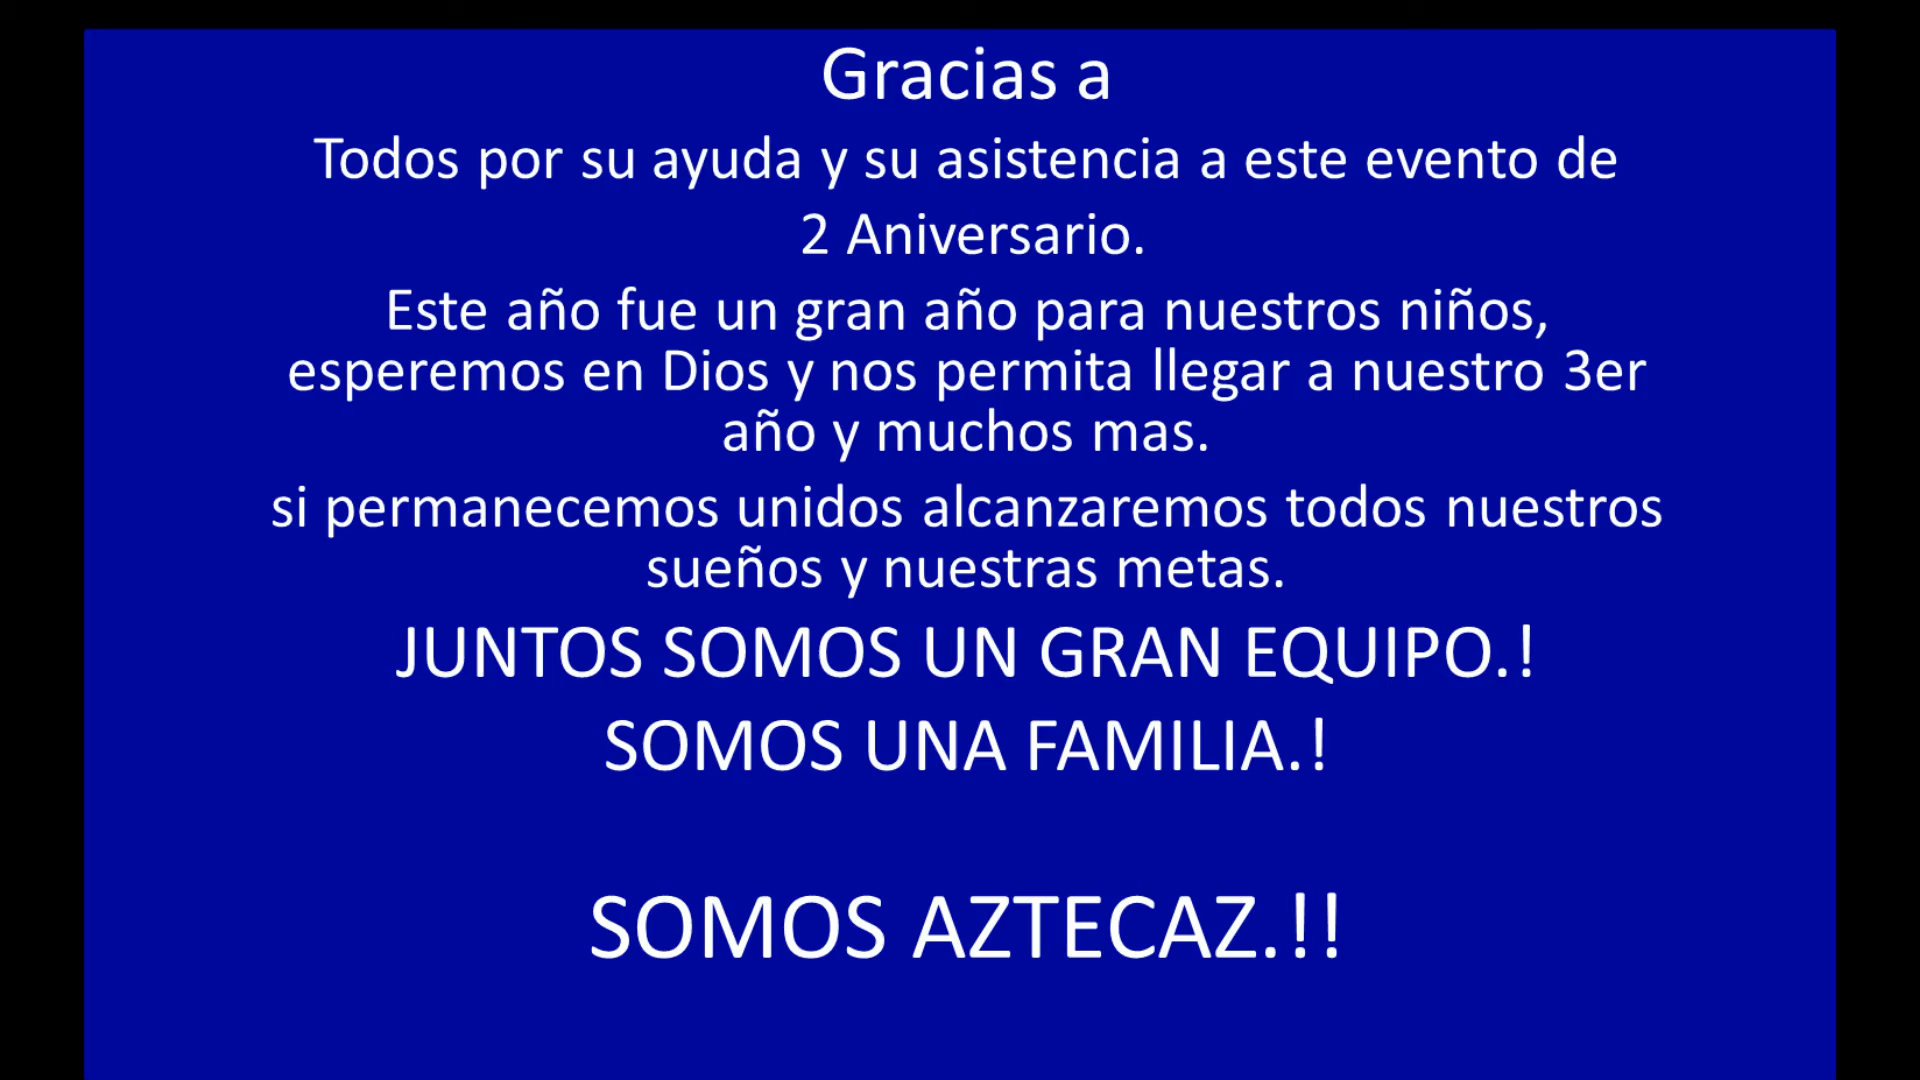 Gracias a
Todos por su ayuda y su asistencia a este evento de
2 Aniversario.
Este año fue un gran año para nuestros niños,
esperemos en Dios y nos permita llegar a nuestro 3er
año y muchos mas.
si permanecemos unidos alcanzaremos todos nuestros
sueños y nuestras metas.
JUNTOS SOMOS UN GRAN EQUIPO.!
SOMOS UNA FAMILIA.!
SOMOS AZTECAZ.!!